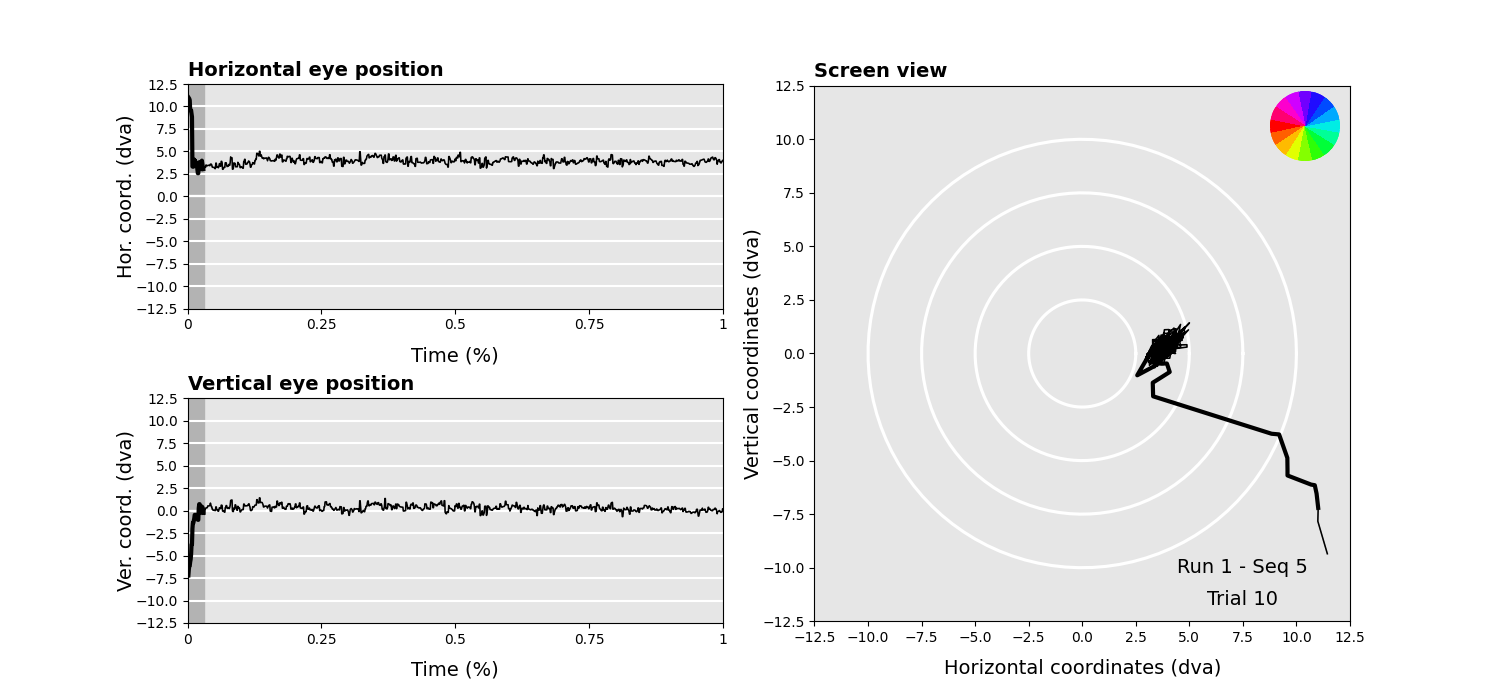 Horizontal eye position
12.5
10.0
7.5
5.0
2.5
0.0
−2.5
−5.0
−7.5
−10.0
−12.5
Hor. coord. (dva)
0 0.25 0.5 0.75 1
Time (%)
Vertical eye position
12.5
10.0
7.5
5.0
2.5
0.0
−2.5
−5.0
−7.5
−10.0
−12.5
Ver. coord. (dva)
0 0.25 0.5 0.75 1
Time (%)
Screen view
12.5
10.0
7.5
5.0
2.5
0.0
−2.5
−5.0
−7.5
−10.0
−12.5
Vertical coordinates (dva)
Run 1 - Seq 5
Trial 10
−12.5 −10.0 −7.5 −5.0 −2.5 0.0 2.5 5.0 7.5 10.0 12.5
Horizontal coordinates (dva)